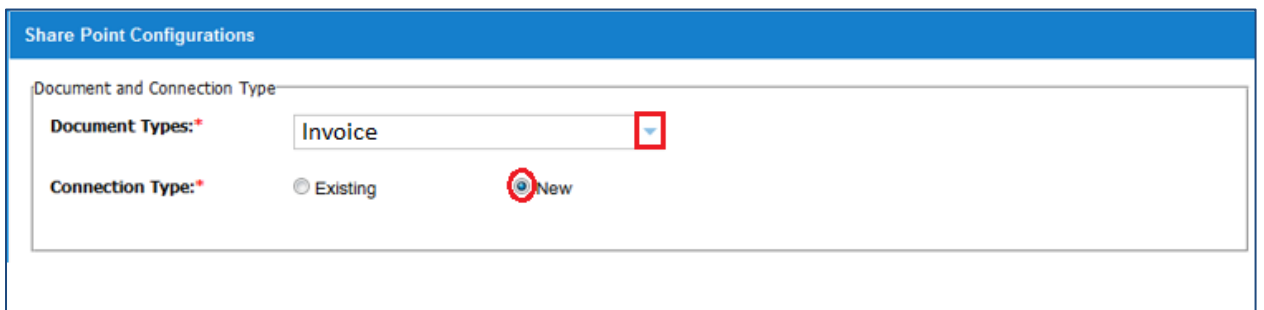 Share Point Configurations
Document and Connection Type
Document Types:* Invoice
Connection Type:* Existing New